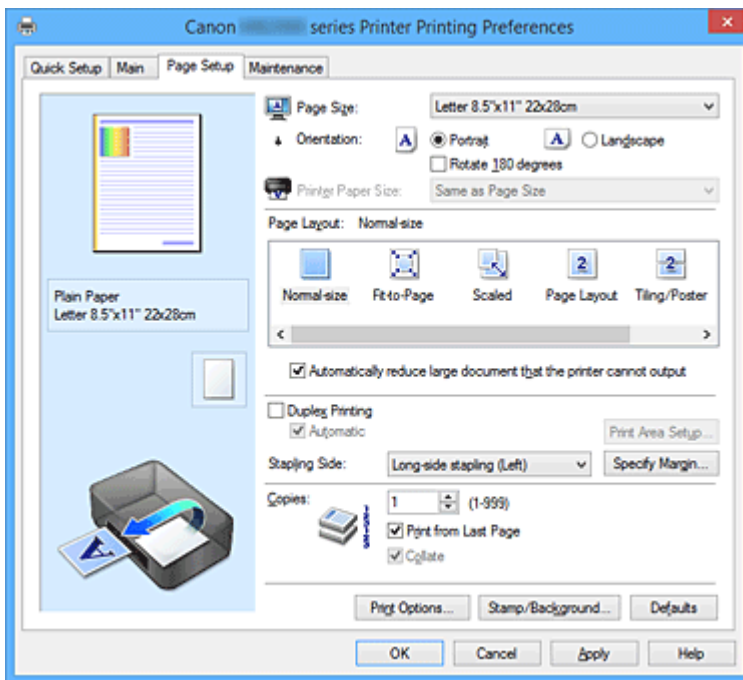 Canon series Printer Printing Preferences
Quick Setup Main Page Setup Maintenance
Page Size: Letter 8.5"x11" 22x28cm
Orientation: A Portrait A Landscape
Rotate 180 degrees
Printer Paper Size: Same as Page Size
Page Layout: Normal-size
2 2
Normal-size Fit-to-Page Scaled Page Layout Tiling/Poster
Plain Paper
Letter 8.5"x11" 22x28cm
Automatically reduce large document that the printer cannot output
Duplex Printing
Automatic Print Area Setup...
Stapling Side: Long-side stapling (Left) Specify Margin...
Copies: 1 (1-999)
Print from Last Page
Collate
A
Print Options... Stamp/Background... Defaults
OK Cancel Apply Help